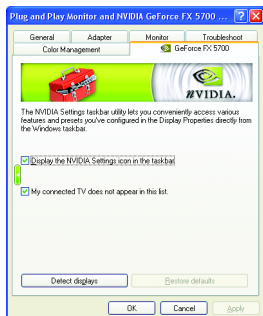 Plug and Play Monitor and NVIDIA GeForce FX 5700 ...
General Adapter Monitor Troubleshoot
Color Management GeForce FX 5700
NVIDIA.
The NVIDIA Settings taskbar utility lets you conveniently access various
features and presets you've configured in the Display Properties directly from
the Windows taskbar.
Display the NVIDIA Settings icon in the taskbar
My connected TV does not appear in this list.
Detect displays Restore defaults
OK Cancel Apply